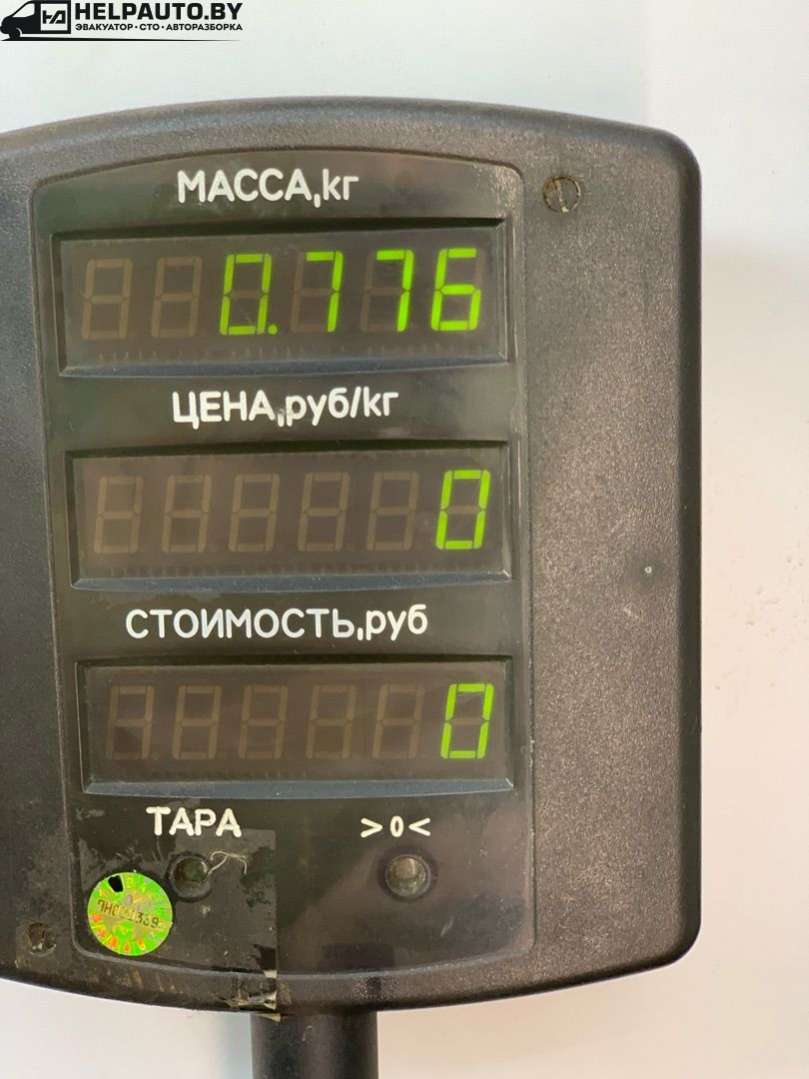 HELPAUTO.BY
ЭВАКУАТОР • СТО • АВТОРАЗБОРКА
МАССА,кг
0.776
ЦЕНА,руб/кг
0
СТОИМОСТЬ,руб
0
ТАРА >0<